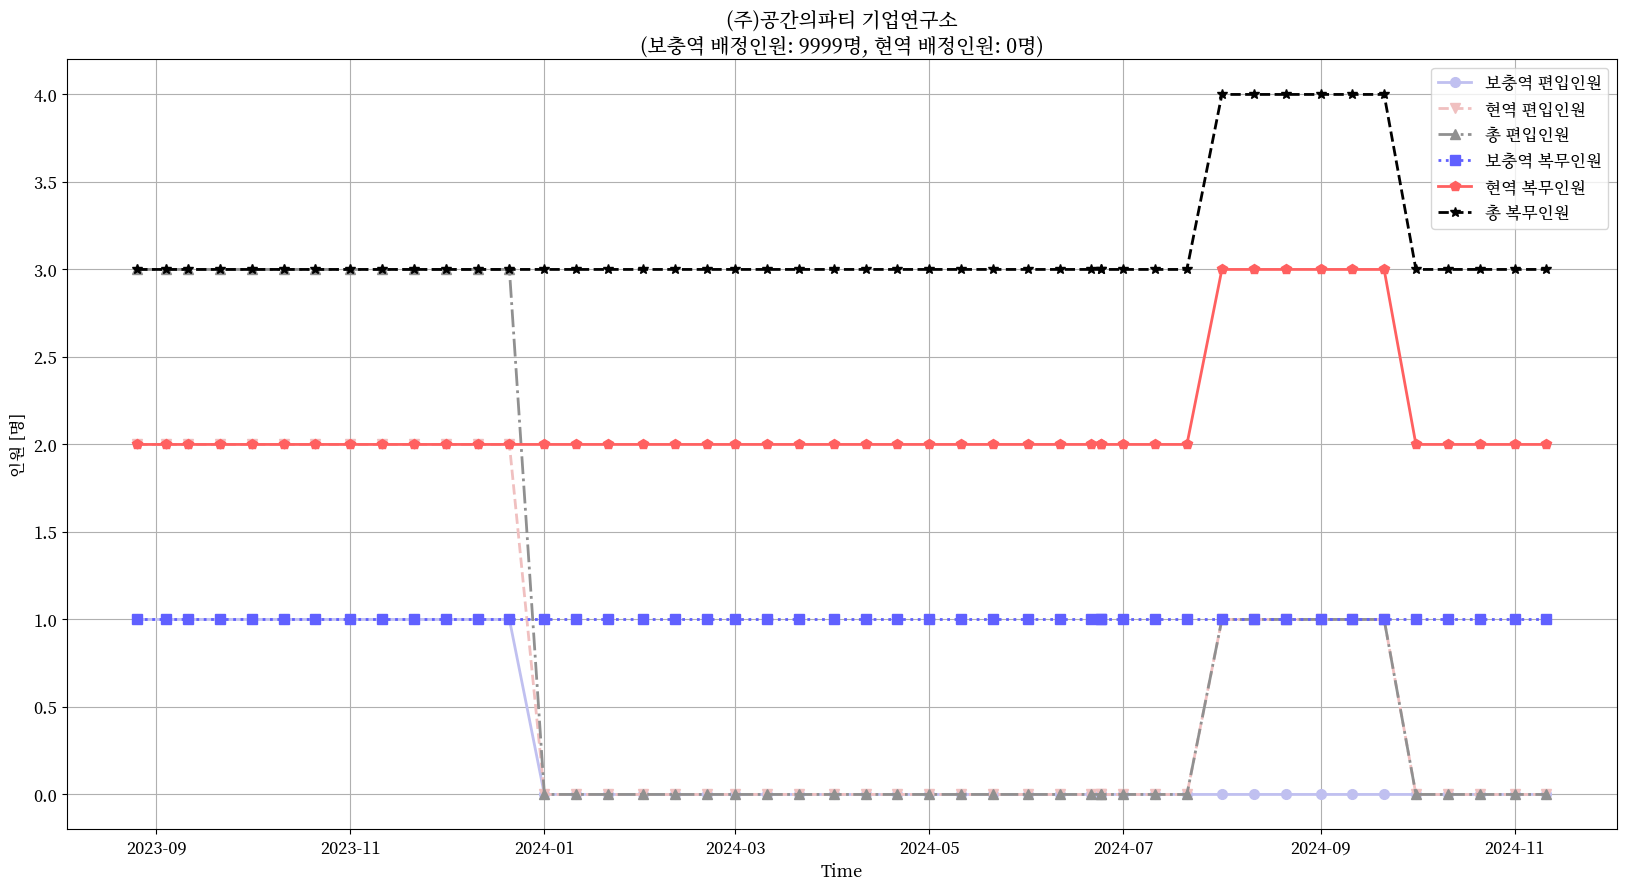 (주)공간의파티 기업연구소
(보충역 배정인원: 9999명, 현역 배정인원: 0명)
보충역 편입인원
현역 편입인원
총 편입인원
보충역 복무인원
현역 복무인원
총 복무인원
인원 [명]
4.0
3.5
3.0
2.5
2.0
1.5
1.0
0.5
0.0
2023-09 2023-11 2024-01 2024-03 2024-05 2024-07 2024-09 2024-11
Time